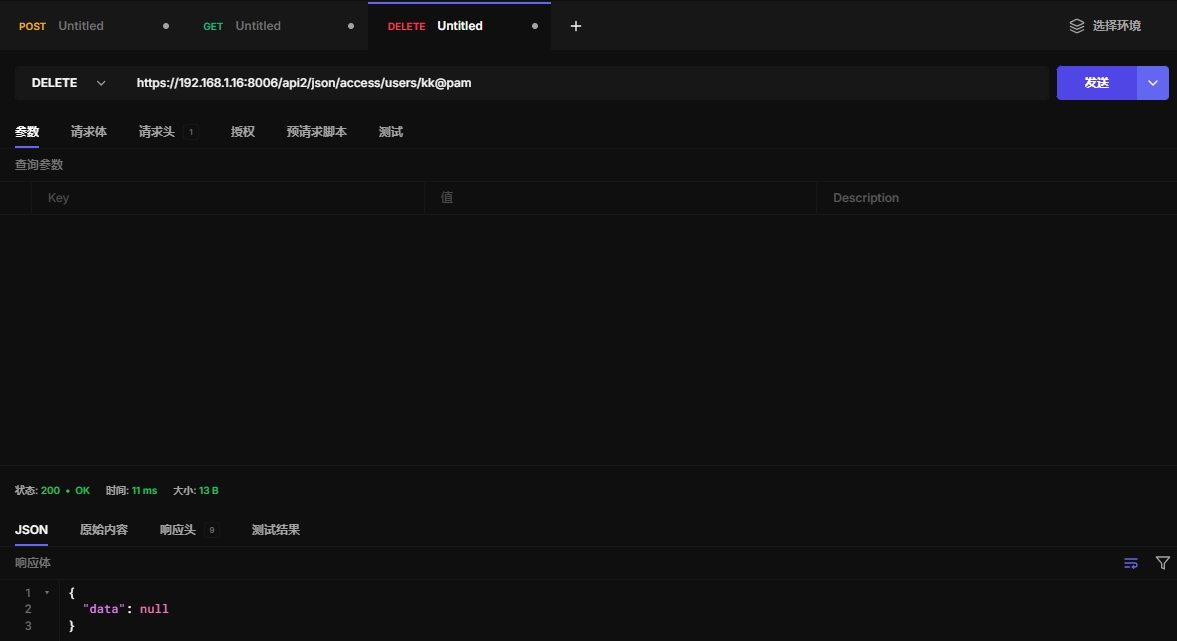 POST Untitled GET Untitled DELETE Untitled + 选择环境
DELETE https://192.168.1.16:8006/api2/json/access/users/kk@pam 发送
参数 请求体 请求头 1 授权 预请求脚本 测试
查询参数
Key 值 Description
状态: 200 • OK 时间: 11 ms 大小: 13 B
JSON 原始内容 响应头 9 测试结果
响应体
1 {
2 "data": null
3 }